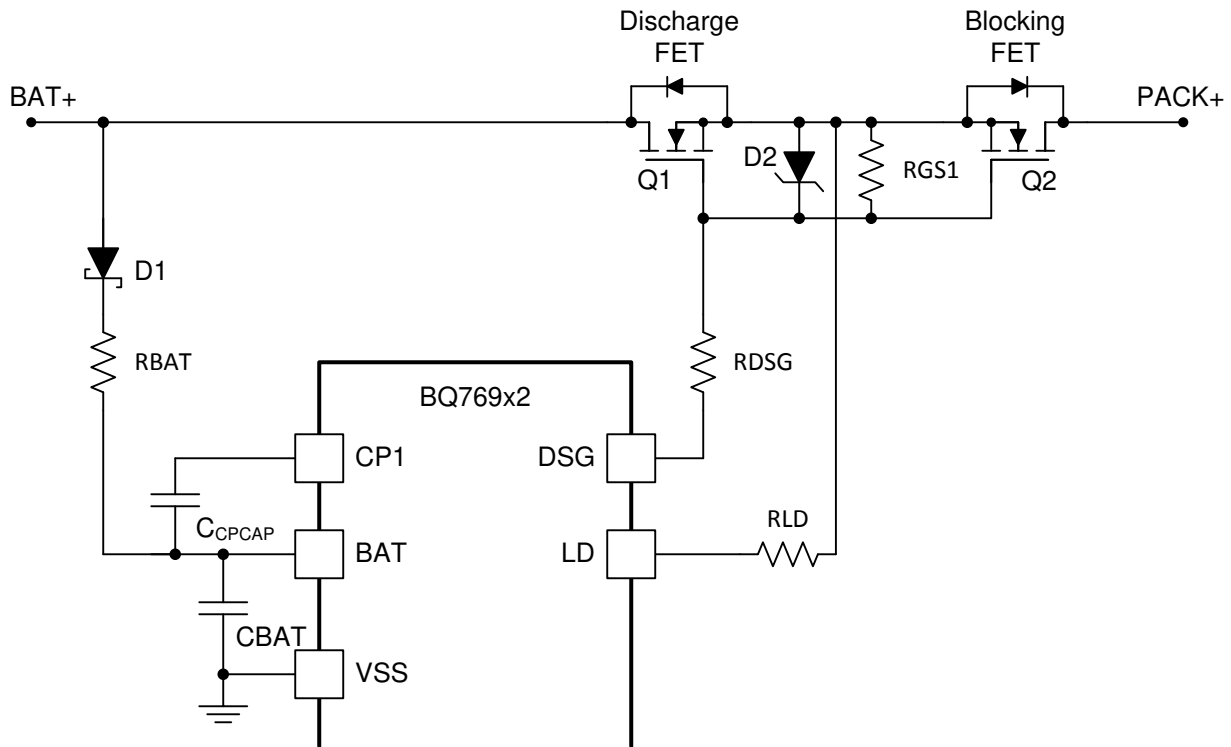 Discharge
FET
Blocking
FET
BAT+
PACK+
Q1
D2
RGS1
Q2
D1
RBAT
RDSG
BQ769x2
CP1
DSG
C_CPCAP
RLD
BAT
LD
CBAT
VSS